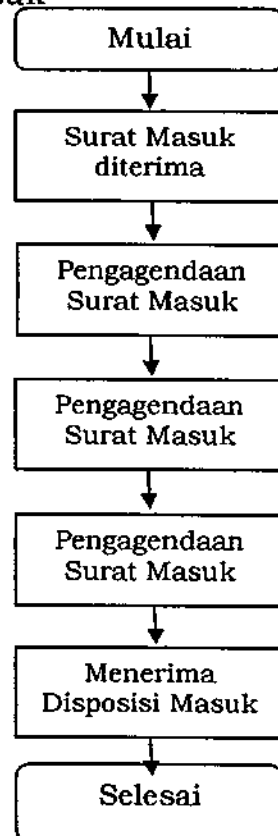 Mulai
Surat Masuk
diterima
Pengagendaan
Surat Masuk
Pengagendaan
Surat Masuk
Pengagendaan
Surat Masuk
Menerima
Disposisi Masuk
Selesai